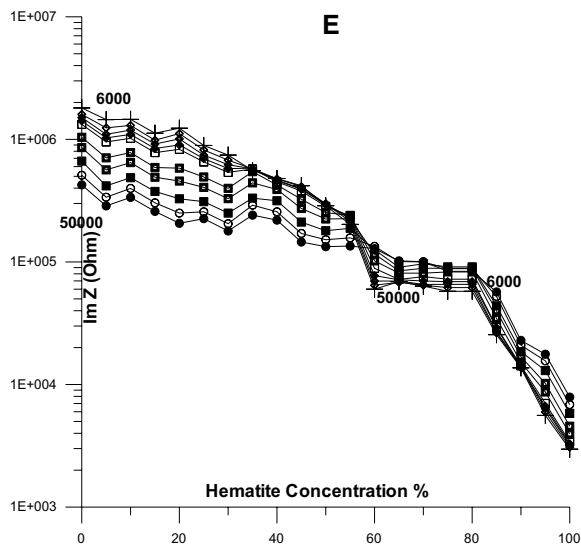 E
1E+007
6000
1E+006
50000
Im Z (Ohm)
1E+005
6000
50000
1E+004
Hematite Concentration %
1E+003
0 20 40 60 80 100